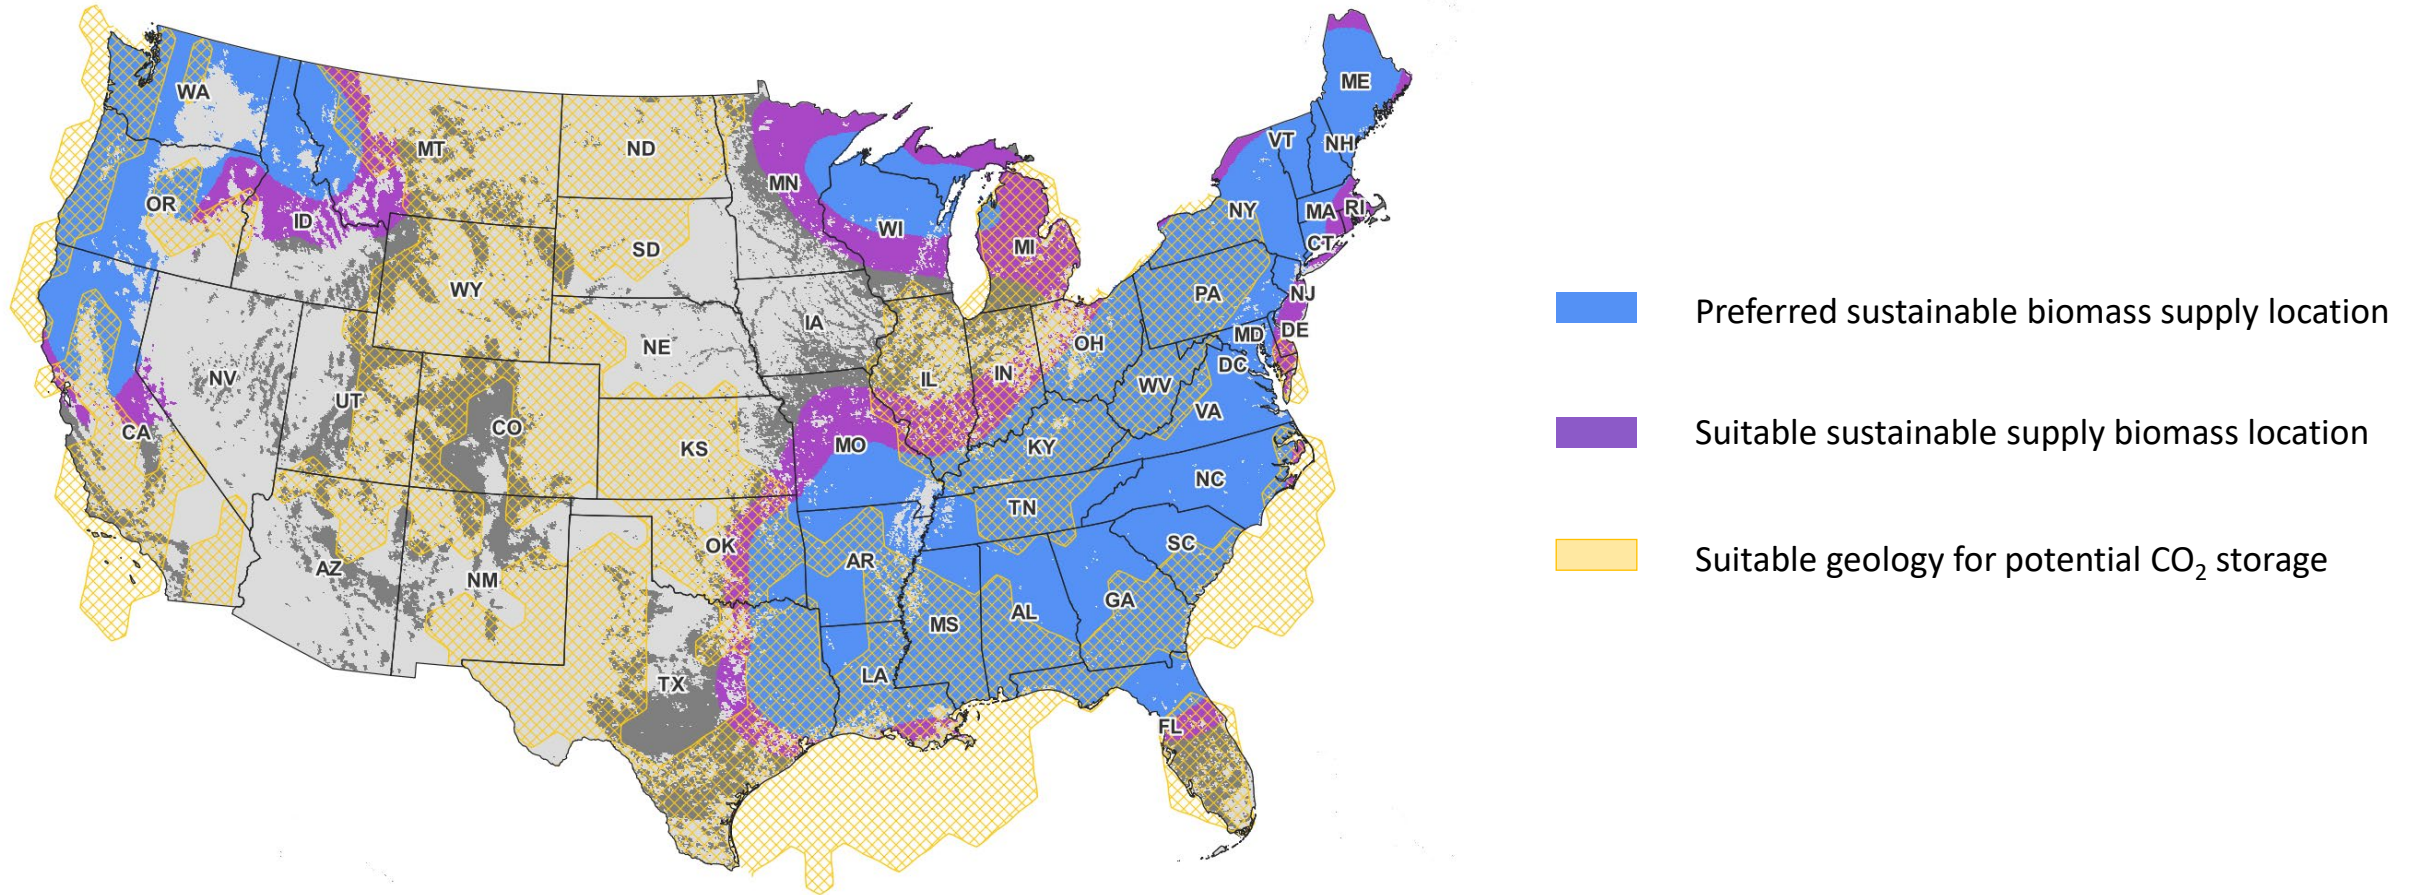 ME
WA
VT
NH
MT
ND
MN
OR
ID
NY
MA
RI
WI
CT
SD
MI
WY
PA
NJ
IA
DE
MD
NE
OH
DC
NV
IL
IN
WV
UT
VA
CA
CO
KS
MO
KY
NC
TN
OK
SC
AR
AZ
NM
GA
AL
MS
LA
TX
FL
Preferred sustainable biomass supply location
Suitable sustainable supply biomass location
Suitable geology for potential CO₂ storage